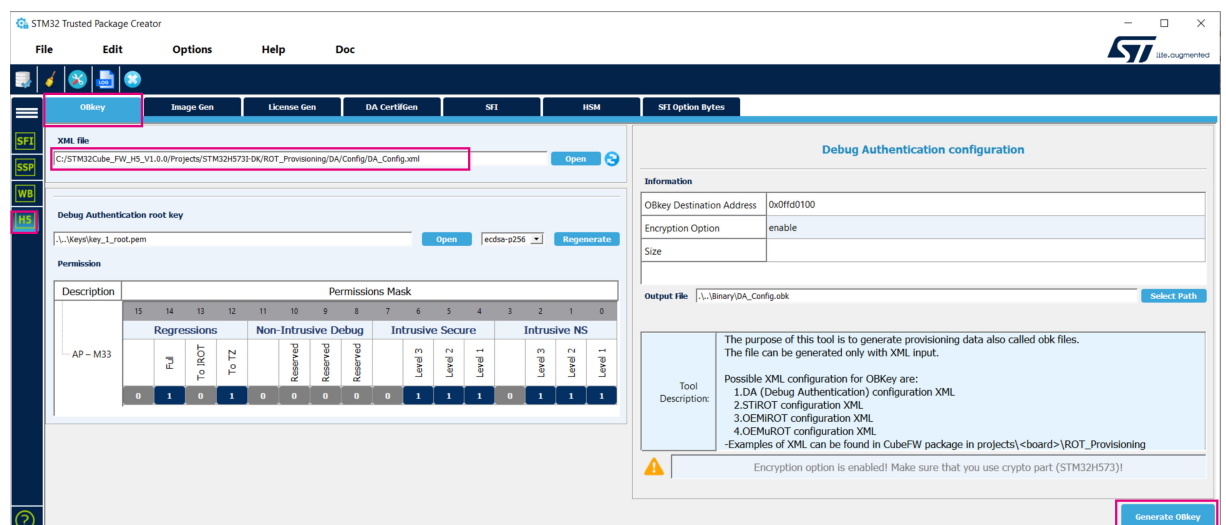 STM32 Trusted Package Creator
File Edit Options Help Doc
ST life.augmented
LOG
OBkey Image Gen License Gen DA CertifGen SFI HSM SFI Option Bytes
SFI
SSP
WB
H5
XML file
C:/STM32Cube_FW_H5_V1.0.0/Projects/STM32H573I-DK/ROT_Provisioning/DA/Config/DA_Config.xml Open
Debug Authentication root key
.\..\Keys\key_1_root.pem Open ecdsa-p256 Regenerate
Permission
Description Permissions Mask
15 14 13 12 11 10 9 8 7 6 5 4 3 2 1 0
Regressions Non-Intrusive Debug Intrusive Secure Intrusive NS
AP – M33 Full To IROT To TZ Reserved Reserved Reserved Level 3 Level 2 Level 1 Level 3 Level 2 Level 1
0 1 0 1 0 0 0 0 0 1 1 1 0 1 1 1
Debug Authentication configuration
Information
OBkey Destination Address 0x0ffd0100
Encryption Option enable
Size
Output File .\..\Binary\DA_Config.obk Select Path
Tool Description:
The purpose of this tool is to generate provisioning data also called obk files.
The file can be generated only with XML input.
Possible XML configuration for OBKey are:
1.DA (Debug Authentication) configuration XML
2.STiROT configuration XML
3.OEMiROT configuration XML
4.OEMuROT configuration XML
-Examples of XML can be found in CubeFW package in projects\<board>\ROT_Provisioning
Encryption option is enabled! Make sure that you use crypto part (STM32H573)!
Generate OBkey
?